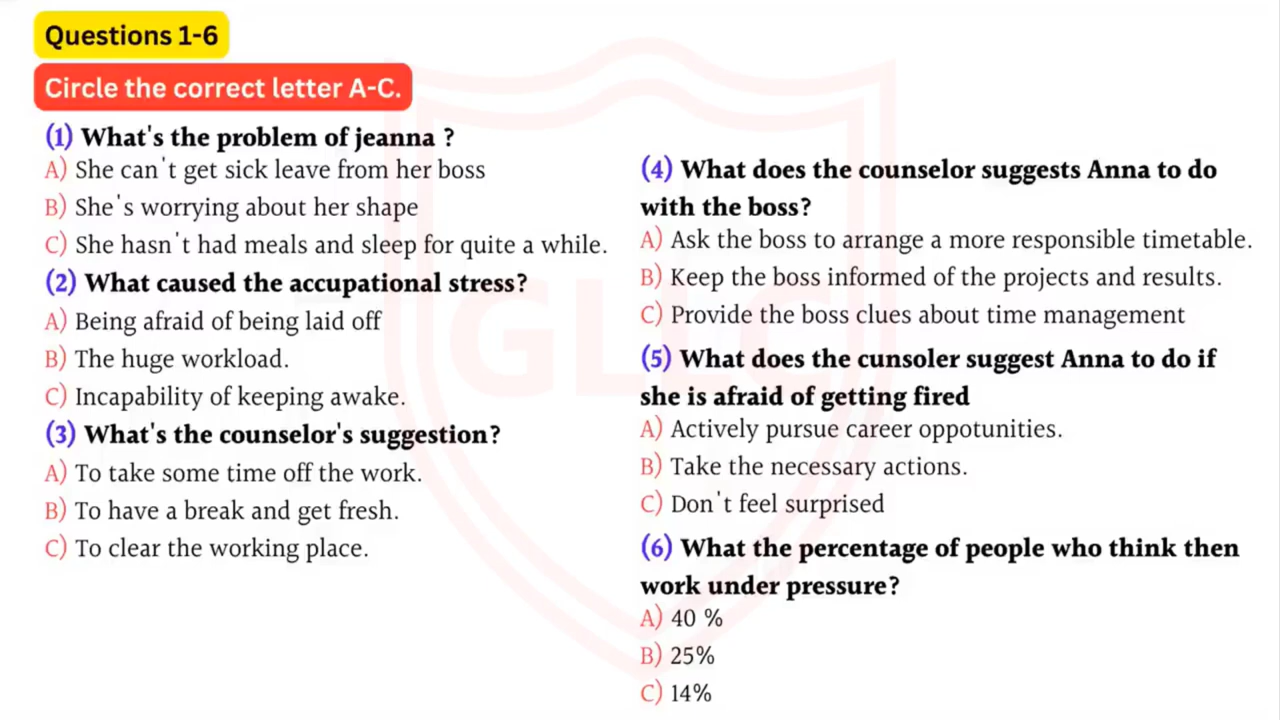 Questions 1-6
Circle the correct letter A-C.
(1) What's the problem of jeanna ?
A) She can't get sick leave from her boss
B) She's worrying about her shape
C) She hasn't had meals and sleep for quite a while.
(2) What caused the accupational stress?
A) Being afraid of being laid off
B) The huge workload.
C) Incapability of keeping awake.
(3) What's the counselor's suggestion?
A) To take some time off the work.
B) To have a break and get fresh.
C) To clear the working place.
(4) What does the counselor suggests Anna to do
with the boss?
A) Ask the boss to arrange a more responsible timetable.
B) Keep the boss informed of the projects and results.
C) Provide the boss clues about time management
(5) What does the cunsoler suggest Anna to do if
she is afraid of getting fired
A) Actively pursue career oppotunities.
B) Take the necessary actions.
C) Don't feel surprised
(6) What the percentage of people who think then
work under pressure?
A) 40 %
B) 25%
C) 14%